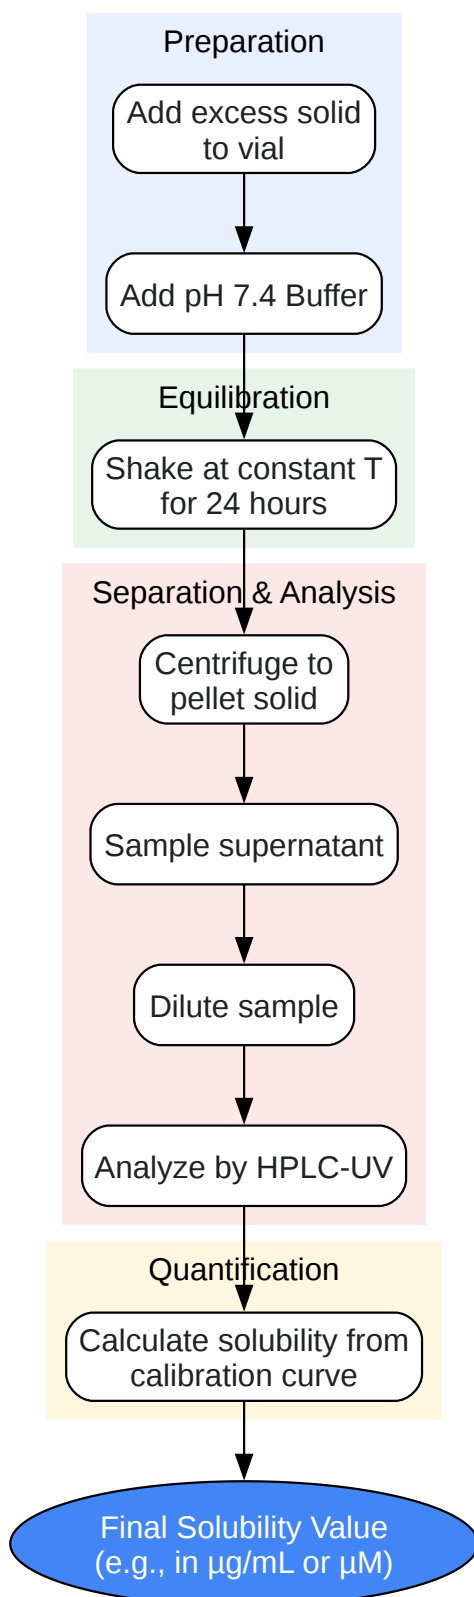 Preparation
Add excess solid
to vial
Add pH 7.4 Buffer
Equilibration
Shake at constant T
for 24 hours
Separation & Analysis
Centrifuge to
pellet solid
Sample supernatant
Dilute sample
Analyze by HPLC-UV
Quantification
Calculate solubility from
calibration curve
Final Solubility Value
(e.g., in µg/mL or µM)